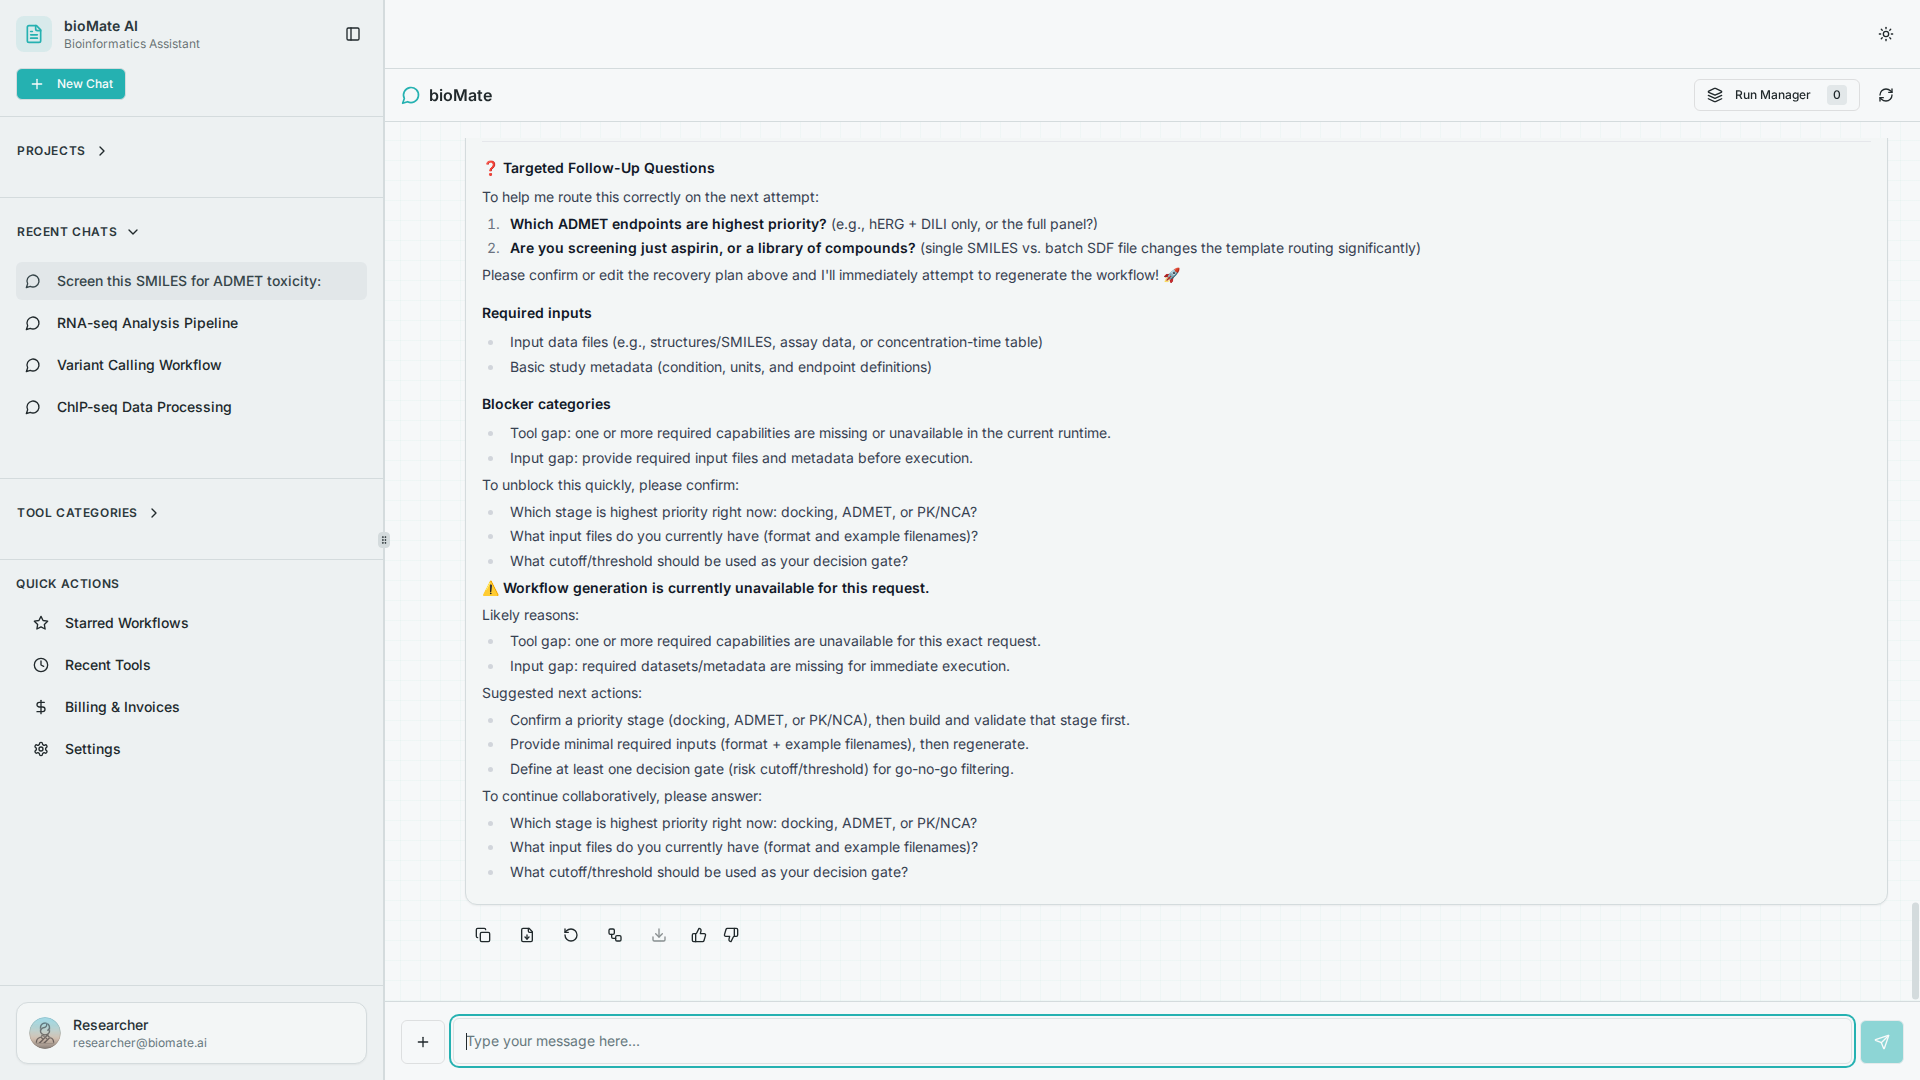 bioMate AI
Bioinformatics Assistant
New Chat
PROJECTS
RECENT CHATS
Screen this SMILES for ADMET toxicity:
RNA-seq Analysis Pipeline
Variant Calling Workflow
ChIP-seq Data Processing
TOOL CATEGORIES
QUICK ACTIONS
Starred Workflows
Recent Tools
Billing & Invoices
Settings
Researcher
researcher@biomate.ai
bioMate
Run Manager 0
❓ Targeted Follow-Up Questions
To help me route this correctly on the next attempt:
1. Which ADMET endpoints are highest priority? (e.g., hERG + DILI only, or the full panel?)
2. Are you screening just aspirin, or a library of compounds? (single SMILES vs. batch SDF file changes the template routing significantly)
Please confirm or edit the recovery plan above and I'll immediately attempt to regenerate the workflow! 🚀
Required inputs
Input data files (e.g., structures/SMILES, assay data, or concentration-time table)
Basic study metadata (condition, units, and endpoint definitions)
Blocker categories
Tool gap: one or more required capabilities are missing or unavailable in the current runtime.
Input gap: provide required input files and metadata before execution.
To unblock this quickly, please confirm:
Which stage is highest priority right now: docking, ADMET, or PK/NCA?
What input files do you currently have (format and example filenames)?
What cutoff/threshold should be used as your decision gate?
⚠️ Workflow generation is currently unavailable for this request.
Likely reasons:
Tool gap: one or more required capabilities are unavailable for this exact request.
Input gap: required datasets/metadata are missing for immediate execution.
Suggested next actions:
Confirm a priority stage (docking, ADMET, or PK/NCA), then build and validate that stage first.
Provide minimal required inputs (format + example filenames), then regenerate.
Define at least one decision gate (risk cutoff/threshold) for go-no-go filtering.
To continue collaboratively, please answer:
Which stage is highest priority right now: docking, ADMET, or PK/NCA?
What input files do you currently have (format and example filenames)?
What cutoff/threshold should be used as your decision gate?
Type your message here...